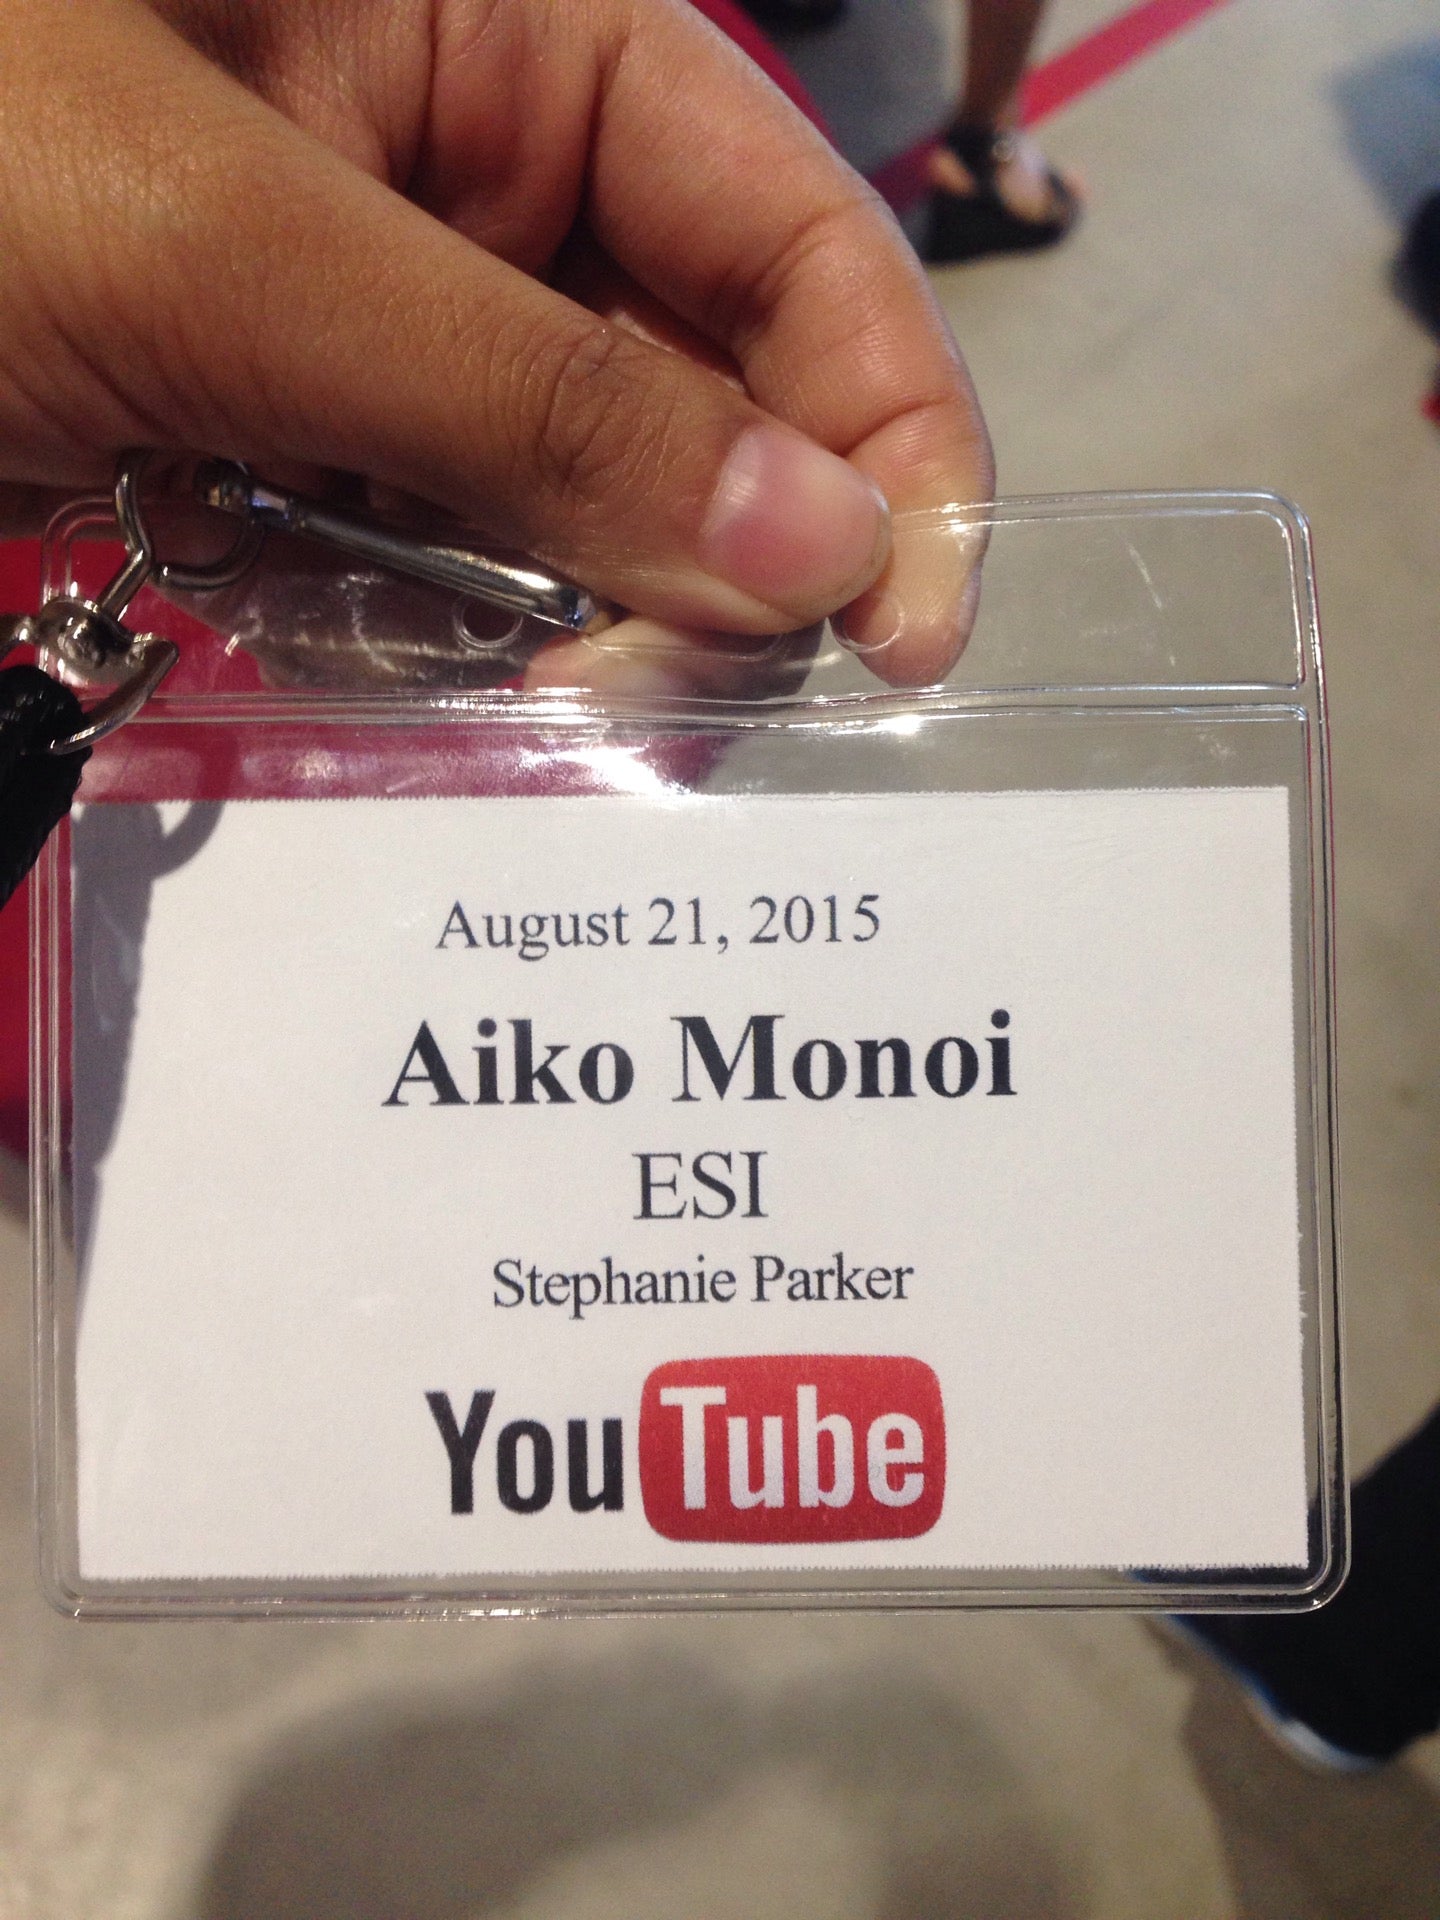 August 21, 2015
Aiko Monoi
ESI
Stephanie Parker
YouTube